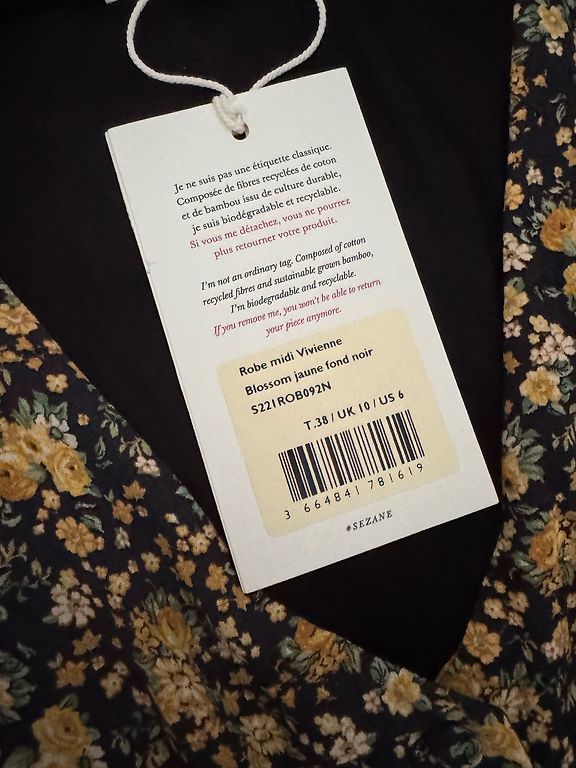 Je ne suis pas une étiquette classique.
Composée de fibres recyclées de coton
et de bambou issu de culture durable,
je suis biodégradable et recyclable.
Si vous me détachez, vous ne pourrez
plus retourner votre produit.
I'm not an ordinary tag. Composed of cotton
recycled fibres and sustainable grown bamboo,
I'm biodegradable and recyclable.
If you remove me, you won't be able to return
your piece anymore.
Robe midi Vivienne
Blossom jaune fond noir
S221ROB092N
T.38 / UK 10 / US 6
3 664841 781619
#SEZANE